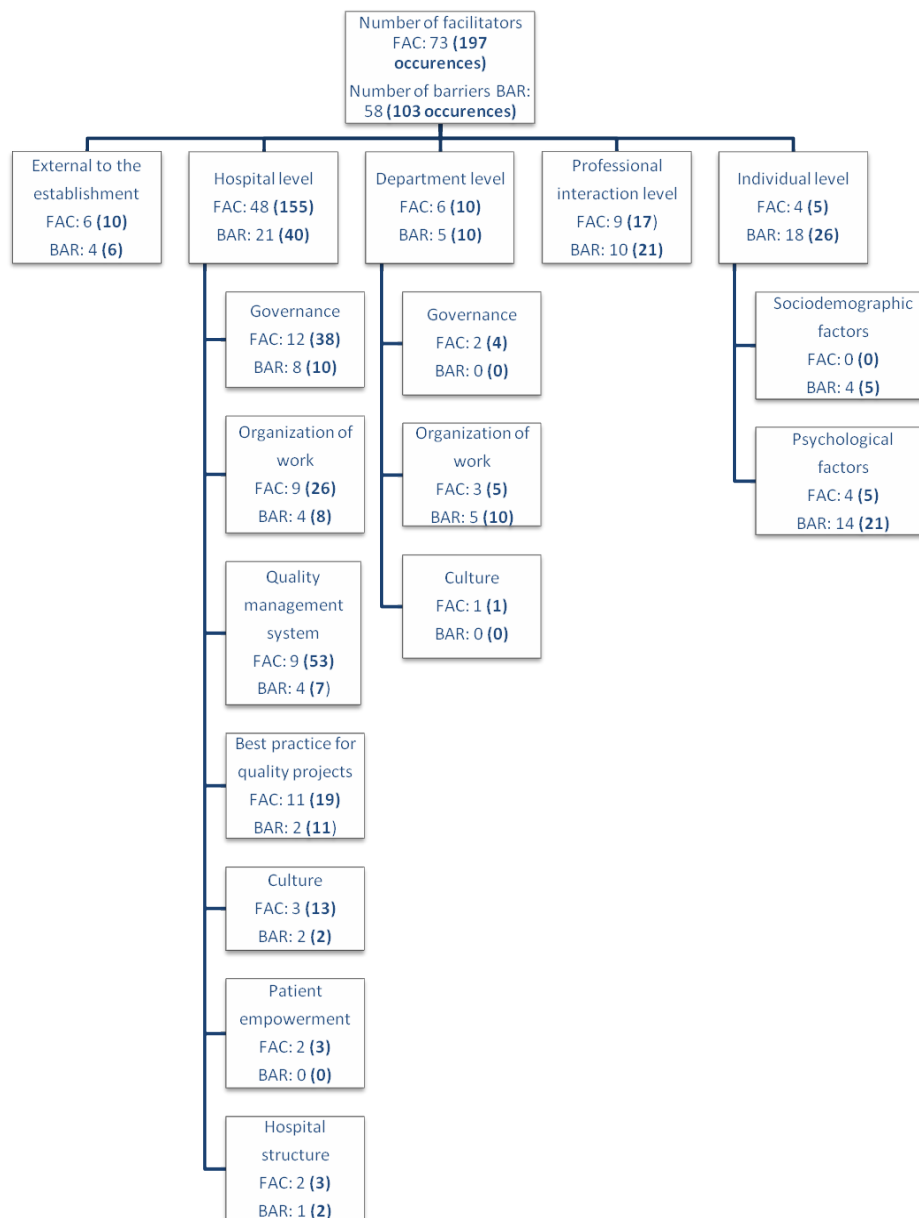 Number of facilitators
FAC: 73 (197
occurences)
Number of barriers BAR:
58 (103 occurences)
External to the
establishment
FAC: 6 (10)
BAR: 4 (6)
Hospital level
FAC: 48 (155)
BAR: 21 (40)
Department level
FAC: 6 (10)
BAR: 5 (10)
Professional
interaction level
FAC: 9 (17)
BAR: 10 (21)
Individual level
FAC: 4 (5)
BAR: 18 (26)
Governance
FAC: 12 (38)
BAR: 8 (10)
Organization of
work
FAC: 9 (26)
BAR: 4 (8)
Quality
management
system
FAC: 9 (53)
BAR: 4 (7)
Best practice for
quality projects
FAC: 11 (19)
BAR: 2 (11)
Culture
FAC: 3 (13)
BAR: 2 (2)
Patient
empowerment
FAC: 2 (3)
BAR: 0 (0)
Hospital
structure
FAC: 2 (3)
BAR: 1 (2)
Governance
FAC: 2 (4)
BAR: 0 (0)
Organization of
work
FAC: 3 (5)
BAR: 5 (10)
Culture
FAC: 1 (1)
BAR: 0 (0)
Sociodemographic
factors
FAC: 0 (0)
BAR: 4 (5)
Psychological
factors
FAC: 4 (5)
BAR: 14 (21)